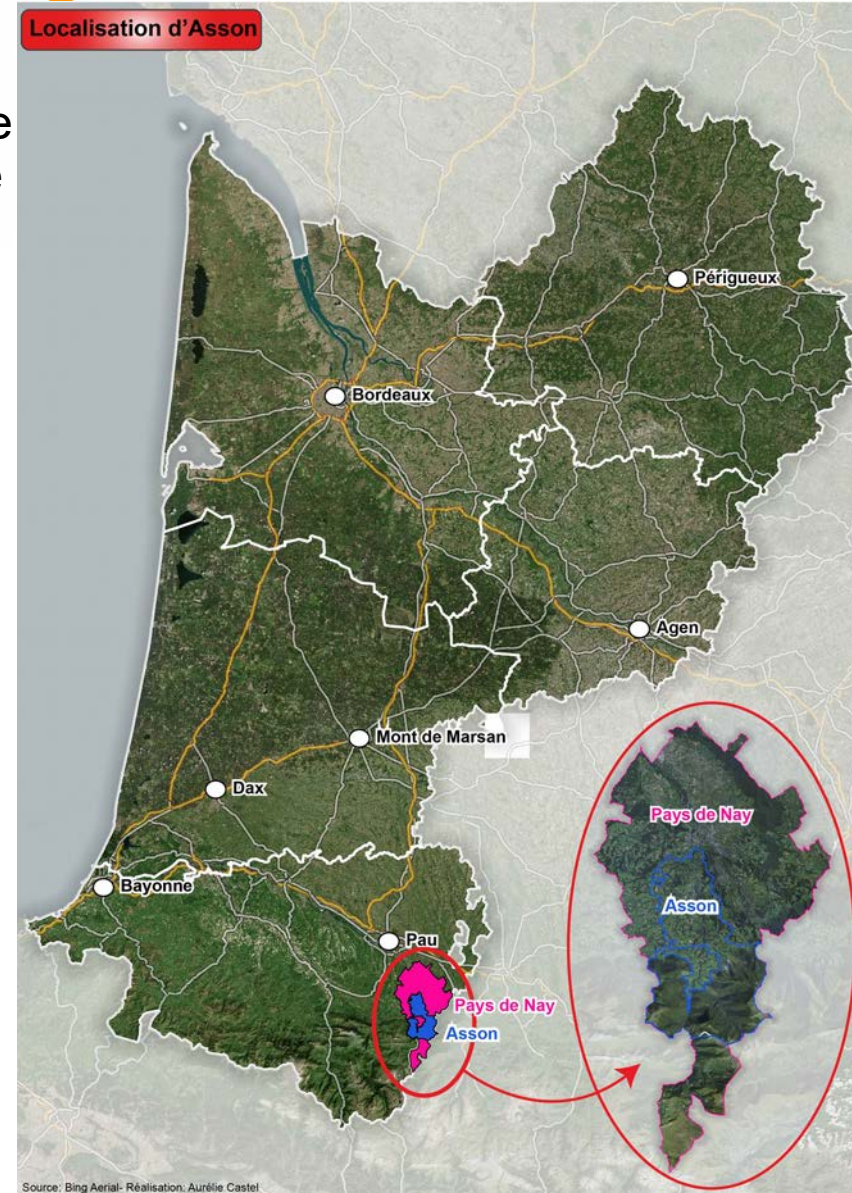 Localisation d'Asson
e
e
Périgueux
Bordeaux
Agen
Mont de Marsan
Dax
Pays de Nay
Asson
Bayonne
Pau
Pays de Nay
Asson
Source: Bing Aerial- Réalisation: Aurélie Castel